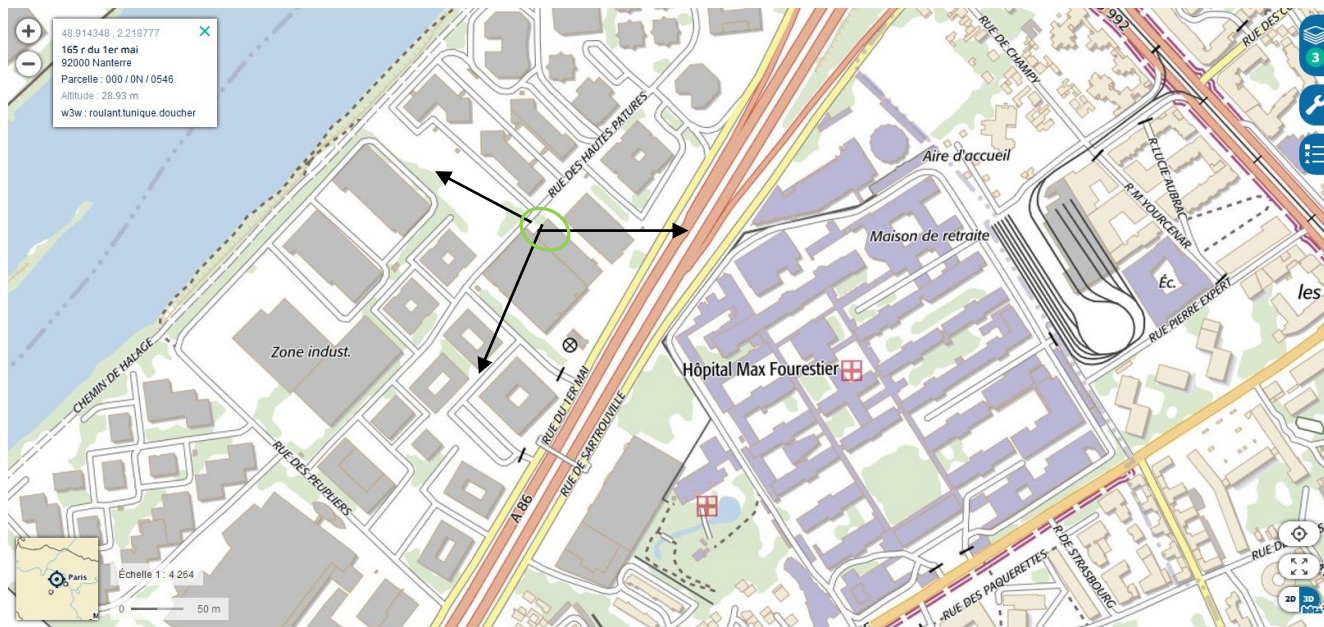 48.914348 , 2.218777
165 r du 1er mai
92000 Nanterre
Parcelle : 000 / 0N / 0546
Altitude : 28.93 m
w3w : roulant.tunique.doucher
3
RUE DE CHAMPY
992
RUE DES
RUE DES HAUTES PATURES
Aire d'accueil
R LUCIE AUBRAC
R. M. YOURCENAR
Maison de retraite
Éc.
les
RUE PIERRE EXPERT
Zone indust.
CHEMIN DE HALAGE
Hôpital Max Fourestier
RUE DU 1ER MAI
RUE DE SARTROUVILLE
RUE DES PEUPLIERS
A 86
R DE STRASBOURG
RUE DES PAQUERETTES
RUE DE
Paris
Échelle 1 : 4 264
0
50 m
2D
3D